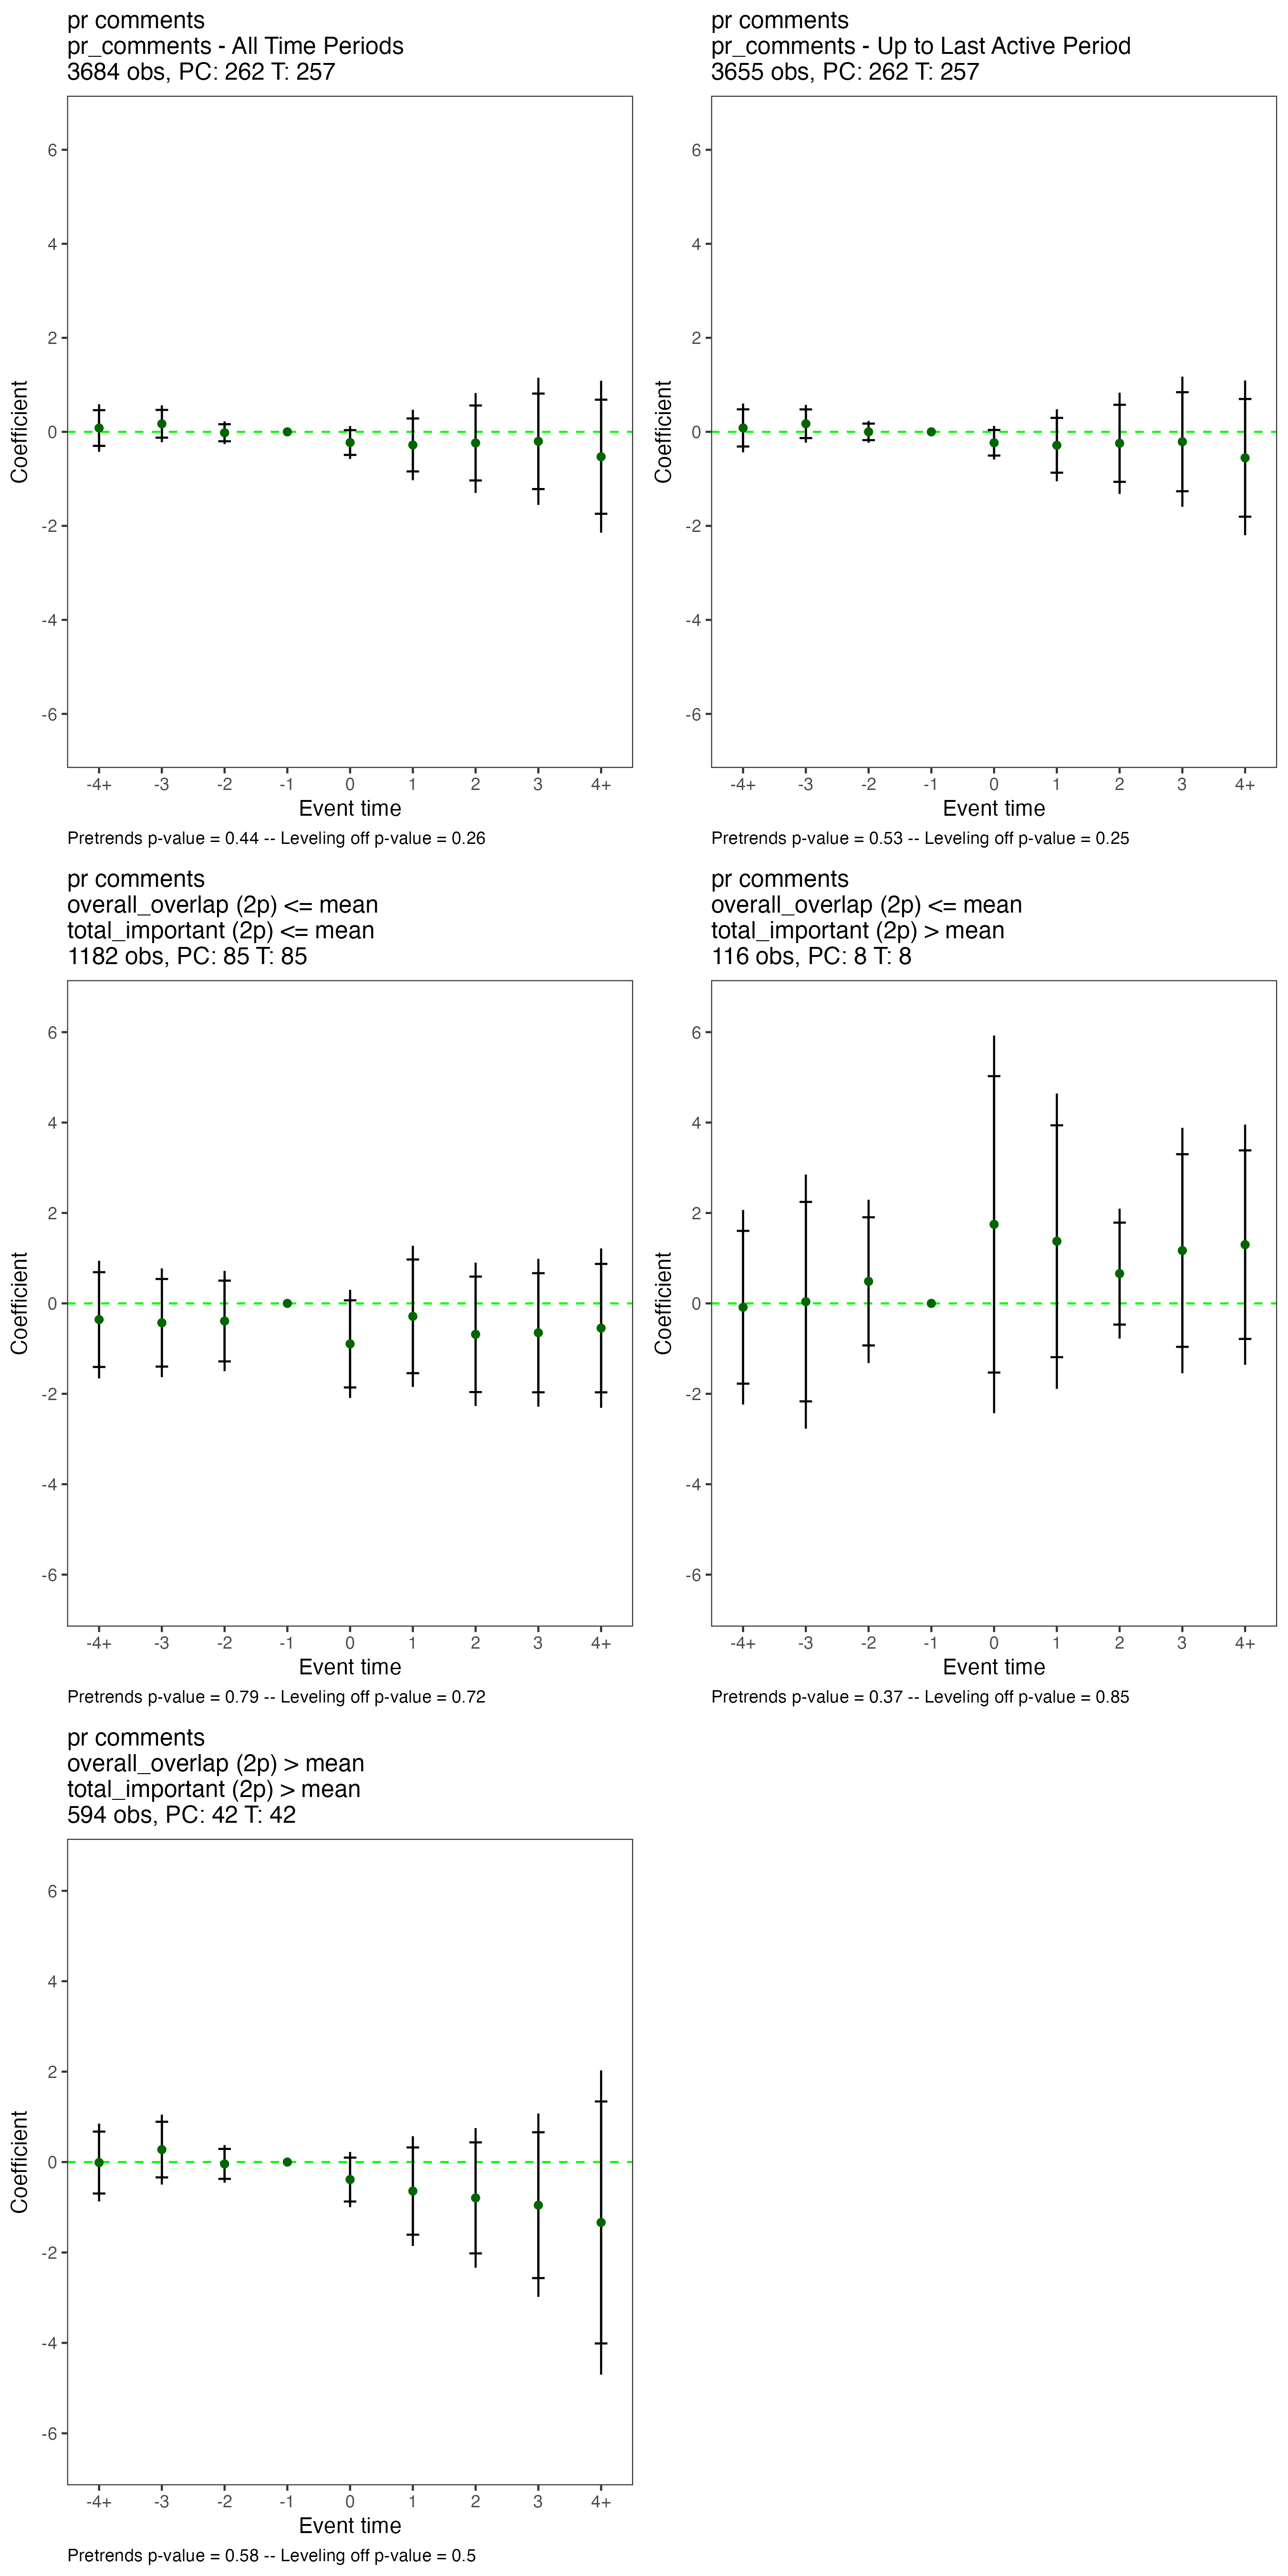 pr comments
pr_comments - All Time Periods
3684 obs, PC: 262 T: 257
6
4
2
0
-2
-4
-6
Coefficient
-4+ -3 -2 -1 0 1 2 3 4+
Event time
Pretrends p-value = 0.44 -- Leveling off p-value = 0.26
pr comments
pr_comments - Up to Last Active Period
3655 obs, PC: 262 T: 257
6
4
2
0
-2
-4
-6
Coefficient
-4+ -3 -2 -1 0 1 2 3 4+
Event time
Pretrends p-value = 0.53 -- Leveling off p-value = 0.25
pr comments
overall_overlap (2p) <= mean
total_important (2p) <= mean
1182 obs, PC: 85 T: 85
6
4
2
0
-2
-4
-6
Coefficient
-4+ -3 -2 -1 0 1 2 3 4+
Event time
Pretrends p-value = 0.79 -- Leveling off p-value = 0.72
pr comments
overall_overlap (2p) <= mean
total_important (2p) > mean
116 obs, PC: 8 T: 8
6
4
2
0
-2
-4
-6
Coefficient
-4+ -3 -2 -1 0 1 2 3 4+
Event time
Pretrends p-value = 0.37 -- Leveling off p-value = 0.85
pr comments
overall_overlap (2p) > mean
total_important (2p) > mean
594 obs, PC: 42 T: 42
6
4
2
0
-2
-4
-6
Coefficient
-4+ -3 -2 -1 0 1 2 3 4+
Event time
Pretrends p-value = 0.58 -- Leveling off p-value = 0.5